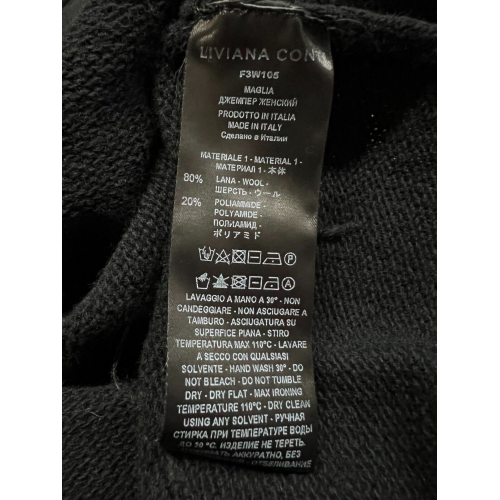 LIVIANA CONTI
F3W105
MAGLIA
ДЖЕМПЕР ЖЕНСКИЙ
PRODOTTO IN ITALIA
MADE IN ITALY
Сделано в Италии
MATERIALE 1 - MATERIAL 1 -
МАТЕРИАЛ 1 - 本体
80% LANA - WOOL -
ШЕРСТЬ - ウール
20% POLIAMMIDE -
POLYAMIDE -
ПОЛИАМИД -
ポリアミド
LAVAGGIO A MANO A 30° - NON
CANDEGGIARE - NON ASCIUGARE A
TAMBURO - ASCIUGATURA SU
SUPERFICE PIANA - STIRO
TEMPERATURA MAX 110°C - LAVARE
A SECCO CON QUALSIASI
SOLVENTE - HAND WASH 30° - DO
NOT BLEACH - DO NOT TUMBLE
DRY - DRY FLAT - MAX IRONING
TEMPERATURE 110°C - DRY CLEAN
USING ANY SOLVENT - РУЧНАЯ
СТИРКА ПРИ ТЕМПЕРАТУРЕ ВОДЫ
ДО 30 °C. ИЗДЕЛИЕ НЕ ТЕРЕТЬ.
АККУРАТНО, БЕЗ